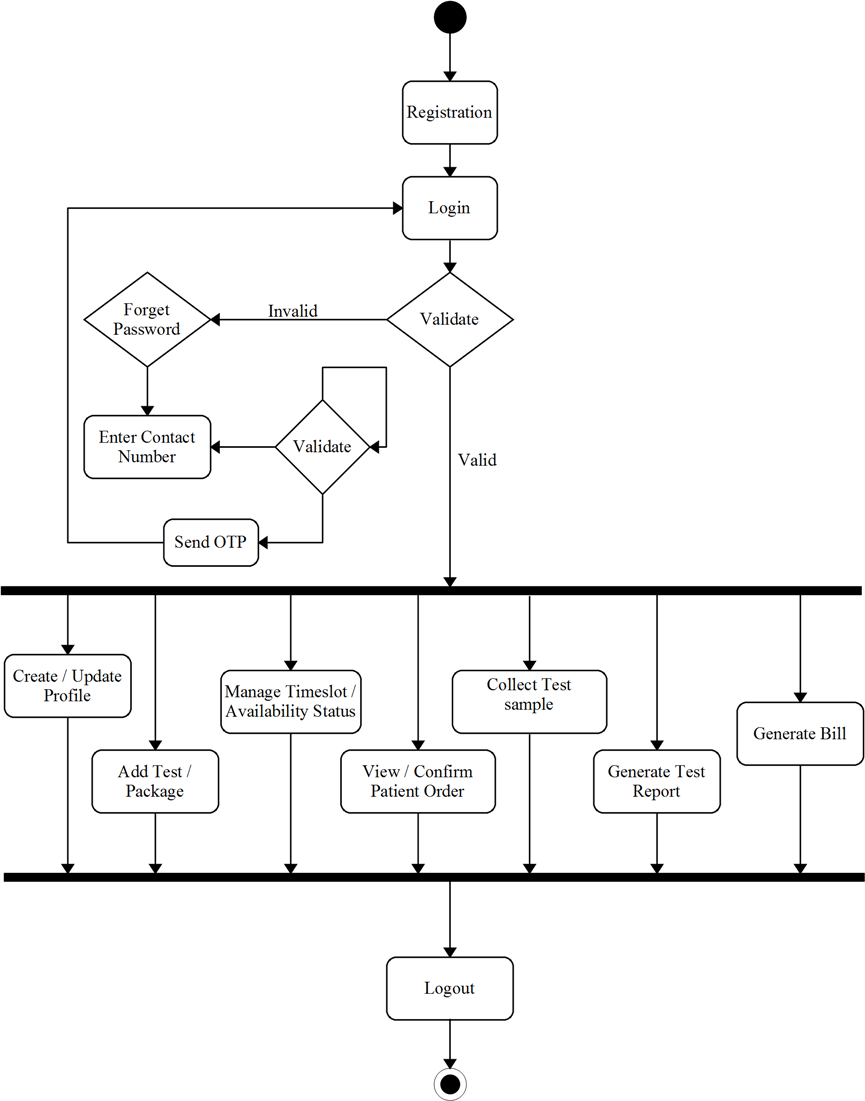 Registration
Login
Forget
Password
Invalid
Validate
Enter Contact
Number
Validate
Valid
Send OTP
Create / Update
Profile
Manage Timeslot /
Availability Status
Collect Test
sample
Generate Bill
Add Test /
Package
View / Confirm
Patient Order
Generate Test
Report
Logout